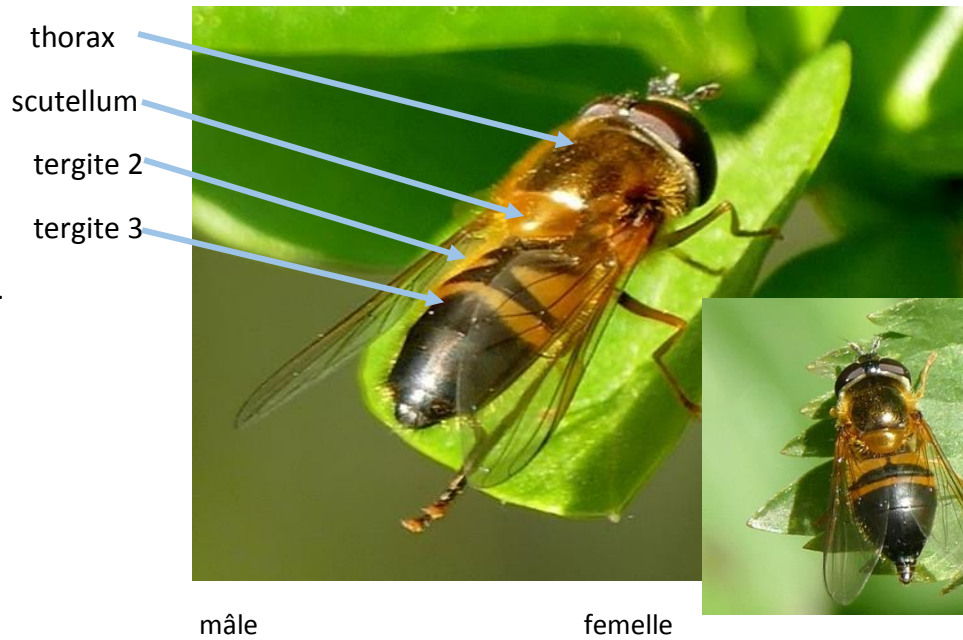 thorax
scutellum
tergite 2
tergite 3
.
mâle
femelle